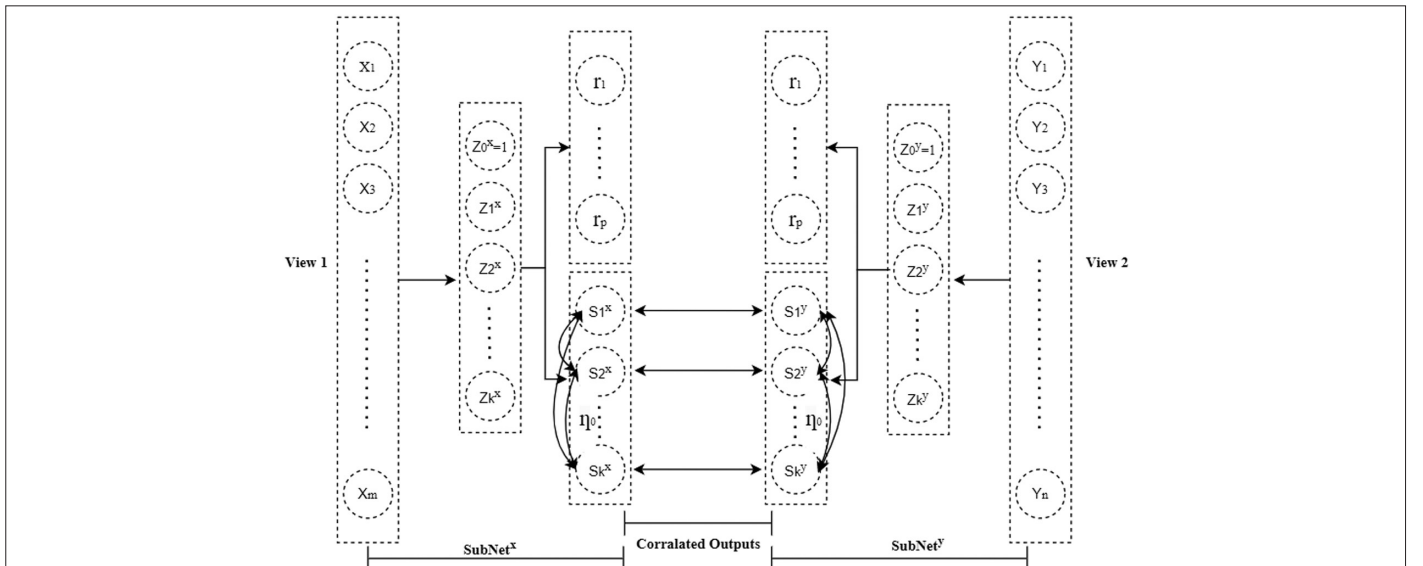 View 1
X1
X2
X3
Xm
Z0x=1
Z1x
Z2x
Zkx
r1
rp
S1x
S2x
η0
Skx
r1
rp
S1y
S2y
η0
Sky
Z0y=1
Z1y
Z2y
Zky
Y1
Y2
Y3
Yn
View 2
SubNetx
Corralated Outputs
SubNety